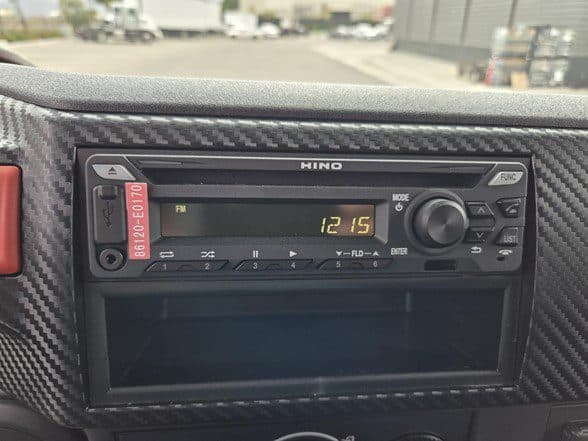 HINO
FUNC
86120-E0170
FM
1215
MODE
ENTER
LIST
1 2 3 4 5 6
FLD